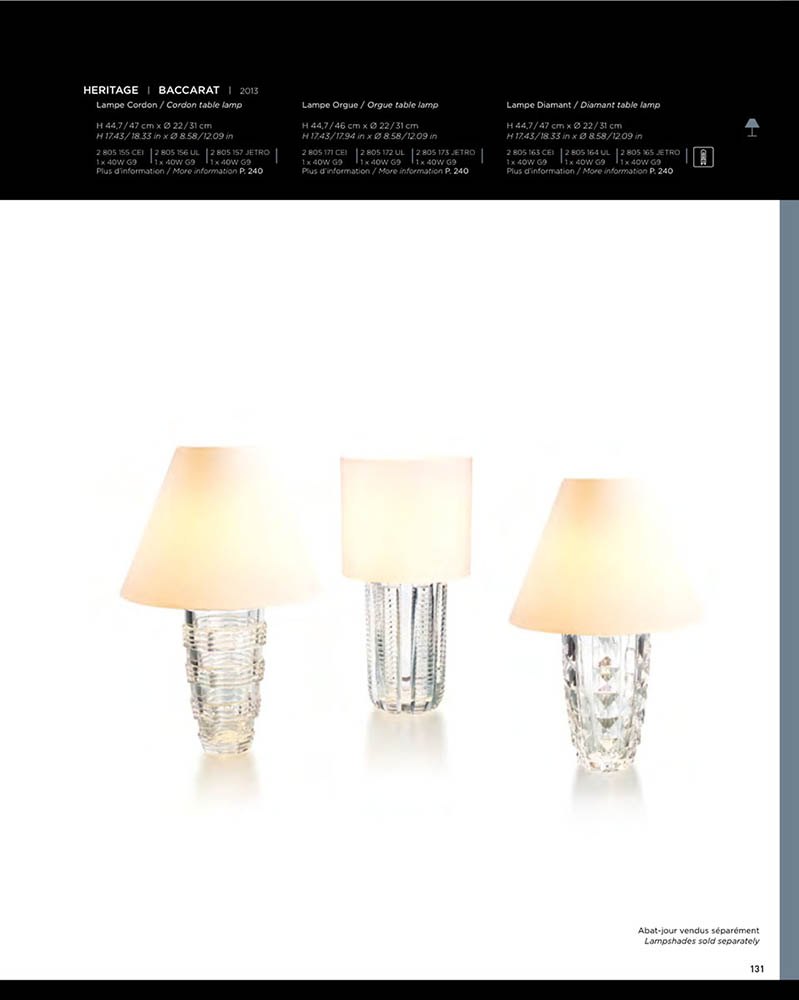 HERITAGE | BACCARAT | 2013
Lampe Cordon / Cordon table lamp
H 44,7/47 cm x Ø 22/31 cm
H 17.43/18.33 in x Ø 8.58/12.09 in
2 805 155 CEI | 2 805 156 UL | 2 805 157 JETRO |
1 x 40W G9 | 1 x 40W G9 | 1 x 40W G9
Plus d'information / More information P. 240
Lampe Orgue / Orgue table lamp
H 44,7/46 cm x Ø 22/31 cm
H 17.43/17.94 in x Ø 8.58/12.09 in
2 805 171 CEI | 2 805 172 UL | 2 805 173 JETRO |
1 x 40W G9 | 1 x 40W G9 | 1 x 40W G9
Plus d'information / More information P. 240
Lampe Diamant / Diamant table lamp
H 44,7/47 cm x Ø 22/31 cm
H 17.43/18.33 in x Ø 8.58/12.09 in
2 805 163 CEI | 2 805 164 UL | 2 805 165 JETRO |
1 x 40W G9 | 1 x 40W G9 | 1 x 40W G9
Plus d'information / More information P. 240
Abat-jour vendus séparément
Lampshades sold separately
131